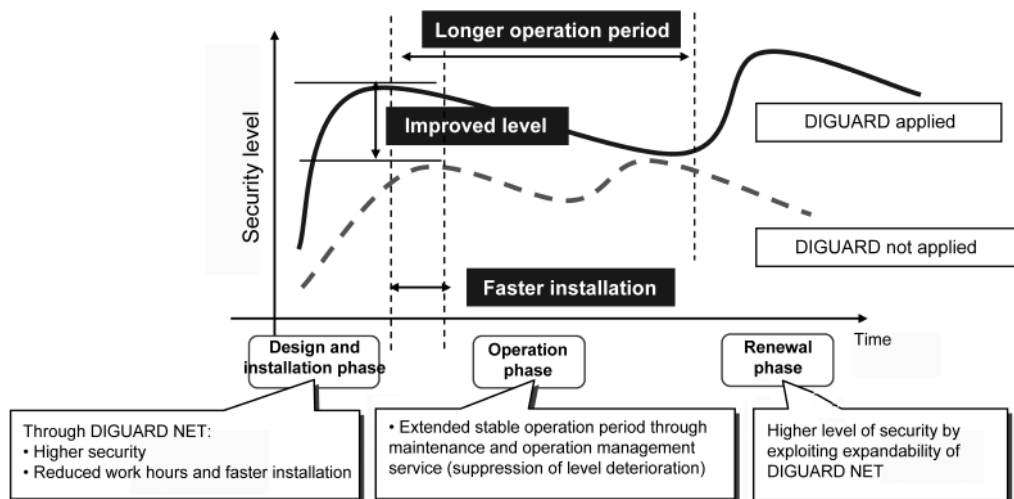 Longer operation period
Improved level
DIGUARD applied
Security level
DIGUARD not applied
Faster installation
Time
Design and
installation phase
Operation
phase
Renewal
phase
Through DIGUARD NET:
• Higher security
• Reduced work hours and faster installation
• Extended stable operation period through
maintenance and operation management
service (suppression of level deterioration)
Higher level of security by
exploiting expandability of
DIGUARD NET